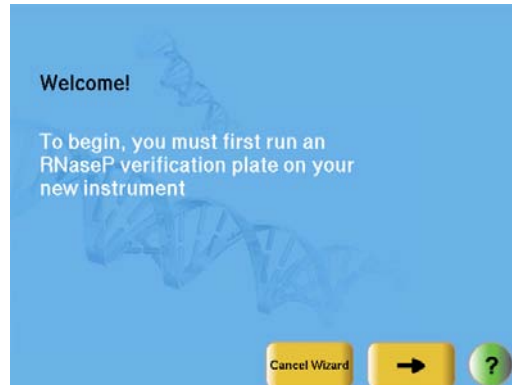 Welcome!
To begin, you must first run an
RNaseP verification plate on your
new instrument
Cancel Wizard
?